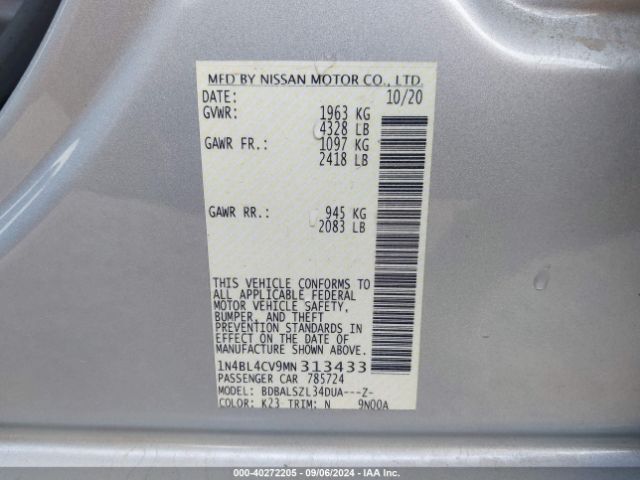 MFD BY NISSAN MOTOR CO., LTD.
DATE: 10/20
GVWR: 1963 KG
4328 LB
GAWR FR.: 1097 KG
2418 LB
GAWR RR.: 945 KG
2083 LB
THIS VEHICLE CONFORMS TO
ALL APPLICABLE FEDERAL
MOTOR VEHICLE SAFETY,
BUMPER, AND THEFT
PREVENTION STANDARDS IN
EFFECT ON THE DATE OF
MANUFACTURE SHOWN ABOVE.
1N4BL4CV9MN313433
PASSENGER CAR 785724
MODEL: BDBALSZL34DUA---Z-
COLOR: K23 TRIM: N 9N00A
000-40272205 - 09/06/2024 - IAA Inc.